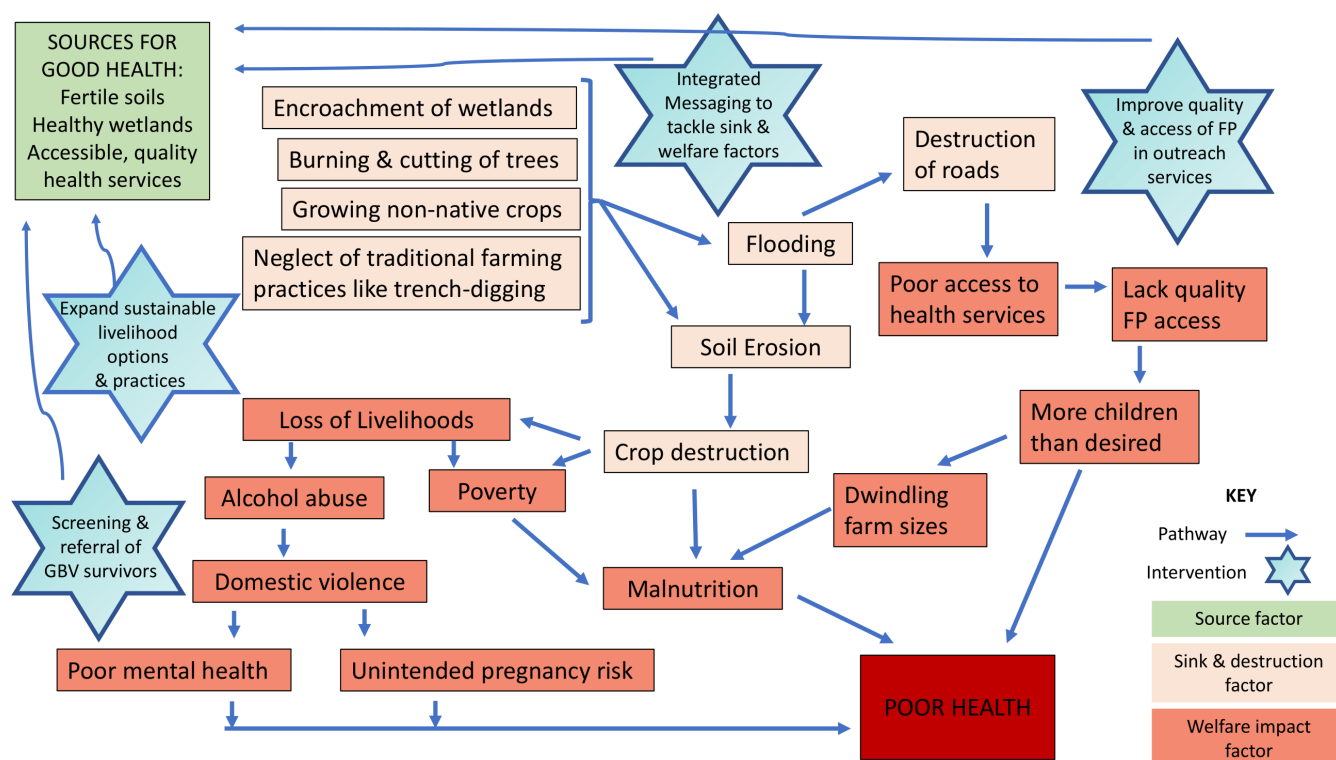 SOURCES FOR
GOOD HEALTH:
Fertile soils
Healthy wetlands
Accessible, quality
health services
Encroachment of wetlands
Burning & cutting of trees
Growing non-native crops
Neglect of traditional farming
practices like trench-digging
Integrated
Messaging to
tackle sink &
welfare factors
Improve quality
& access of FP
in outreach
services
Destruction
of roads
Flooding
Poor access to
health services
Lack quality
FP access
Expand sustainable
livelihood
options
& practices
Soil Erosion
Loss of Livelihoods
Crop destruction
More children
than desired
Alcohol abuse
Poverty
Dwindling
farm sizes
Screening &
referral of
GBV survivors
Domestic violence
Malnutrition
Poor mental health
Unintended pregnancy risk
POOR HEALTH
KEY
Pathway
Intervention
Source factor
Sink & destruction
factor
Welfare impact
factor